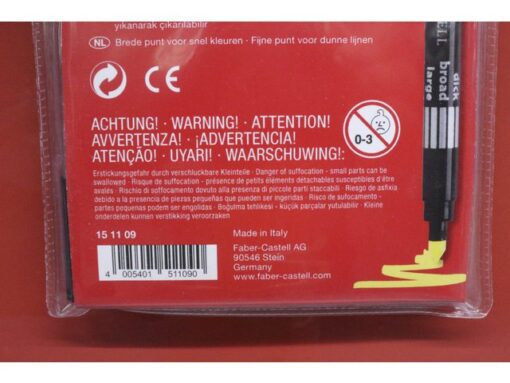 yıkanarak çıkarılabilir
NL Brede punt voor snel kleuren · Fijne punt voor dunne lijnen
CE
0-3
ACHTUNG! · WARNING! · ATTENTION!
AVVERTENZA! · ¡ADVERTENCIA!
ATENÇÃO! · UYARI! · WAARSCHUWING!:
Erstickungsgefahr durch verschluckbare Kleinteile · Danger of suffocation - small parts can be
swallowed · Risque de suffocation - présence de petits éléments detachables susceptibles d'être
avalés · Rischio di soffocamento dovuto alla presenza di piccole parti staccabili · Riesgo de asfixia
debido a la presencia de piezas pequeñas que pueden ser ingeridas · Risco de sufocamento -
partes pequenas podem ser engolidas · Boğulma tehlikesi - küçük parçalar yutulabilir · Kleine
onderdelen kunnen verstikking veroorzaken
15 11 09
4 005401 511090
Made in Italy
Faber-Castell AG
90546 Stein
Germany
www.faber-castell.com
ELL
dick
broad
large